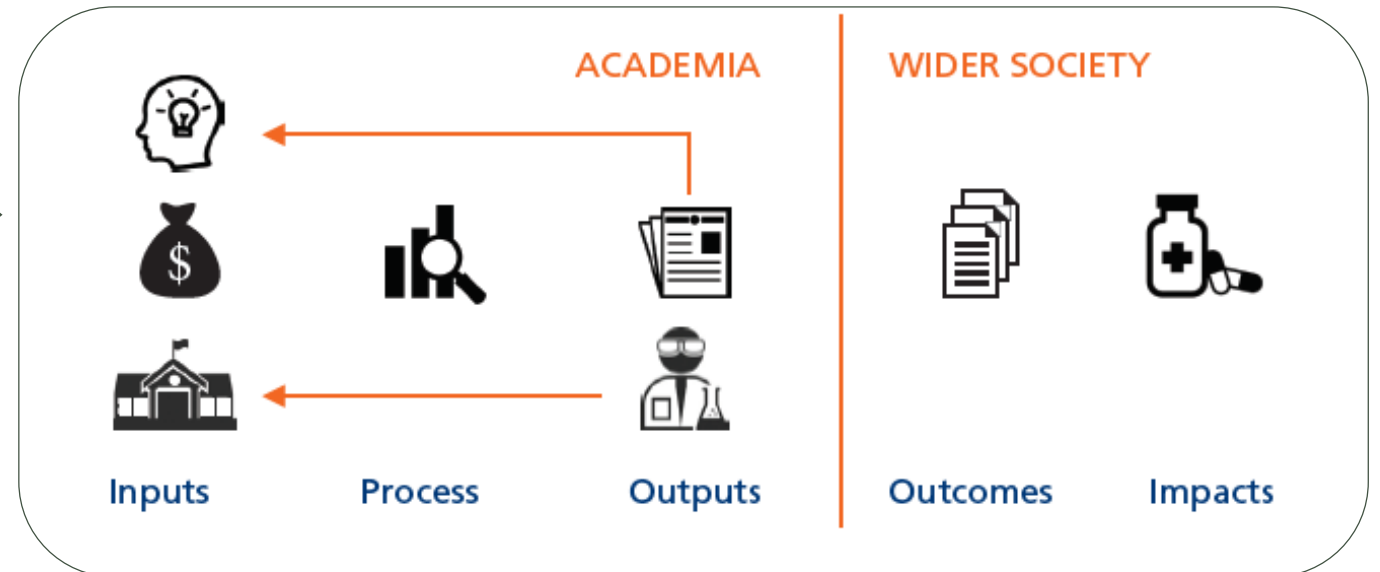 ACADEMIA
WIDER SOCIETY
$
Inputs
Process
Outputs
Outcomes
Impacts